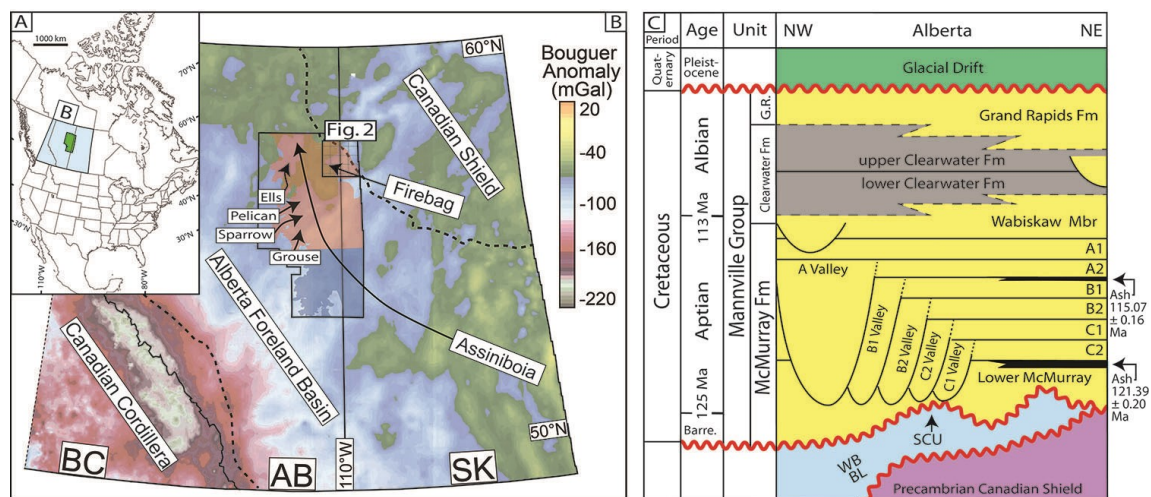 A
1000 km
B
70°N
60°N
50°N
40°N
30°N
110°W
80°W
B
60°N
50°N
110°W
Bouguer
Anomaly
(mGal)
20
-40
-100
-160
-220
Canadian Shield
Fig. 2
Firebag
Ells
Pelican
Sparrow
Grouse
Assiniboia
Alberta Foreland Basin
Canadian Cordillera
BC
AB
SK
C
Period
Age
Unit
NW
Alberta
NE
Quat-
ernary
Pleist-
ocene
Glacial Drift
Cretaceous
Albian
113 Ma
Aptian
125 Ma
Barre.
Mannville Group
G.R.
Clearwater Fm
McMurray Fm
Grand Rapids Fm
upper Clearwater Fm
lower Clearwater Fm
Wabiskaw Mbr
A1
A Valley
A2
B1
B2
C1
C2
B1 Valley
B2 Valley
C2 Valley
C1 Valley
Lower McMurray
Ash
115.07
± 0.16
Ma
Ash
121.39
± 0.20
Ma
SCU
WB
BL
Precambrian Canadian Shield